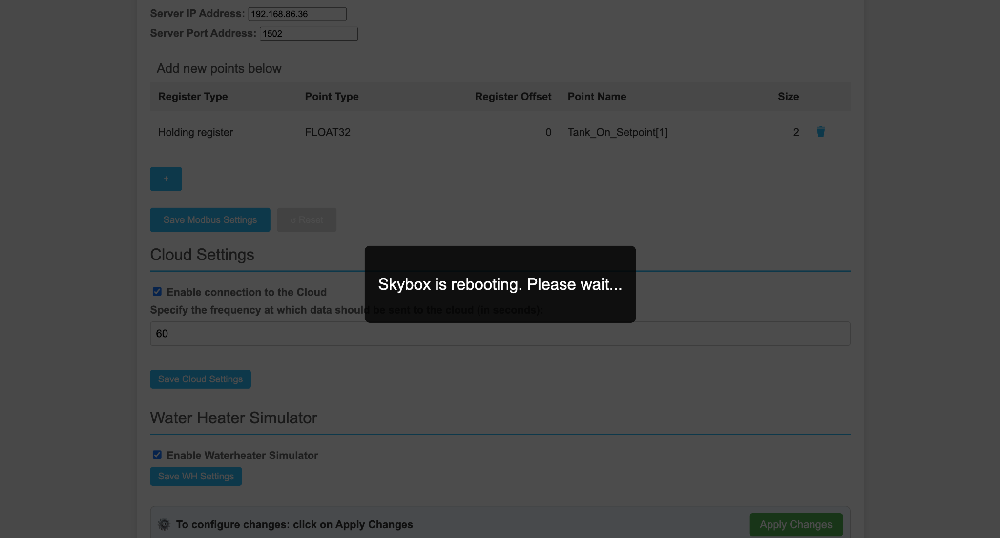 Server IP Address: 192.168.86.36
Server Port Address: 1502
Add new points below
Register Type Point Type Register Offset Point Name Size
Holding register FLOAT32 0 Tank_On_Setpoint[1] 2
+
Save Modbus Settings ↺ Reset
Cloud Settings
Skybox is rebooting. Please wait...
Enable connection to the Cloud
Specify the frequency at which data should be sent to the cloud (in seconds):
60
Save Cloud Settings
Water Heater Simulator
Enable Waterheater Simulator
Save WH Settings
To configure changes: click on Apply Changes Apply Changes